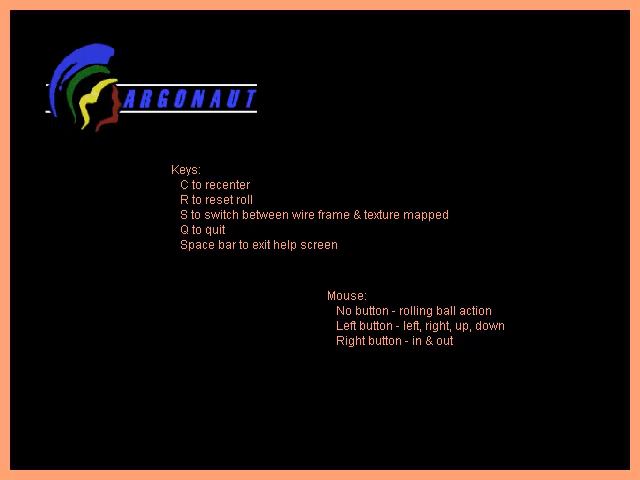 ARGONAUT
Keys:
C to recenter
R to reset roll
S to switch between wire frame & texture mapped
Q to quit
Space bar to exit help screen
Mouse:
No button - rolling ball action
Left button - left, right, up, down
Right button - in & out